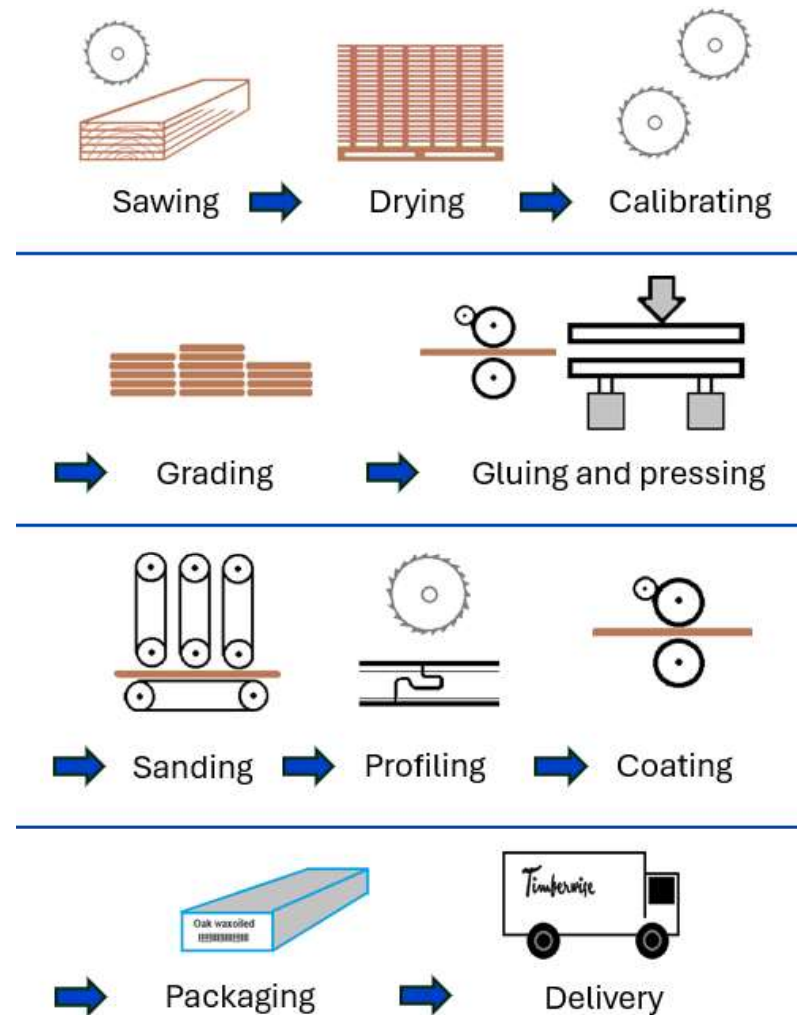 Sawing Drying Calibrating
Grading Gluing and pressing
Sanding Profiling Coating
Oak waxoiled
Timberwise
Packaging Delivery